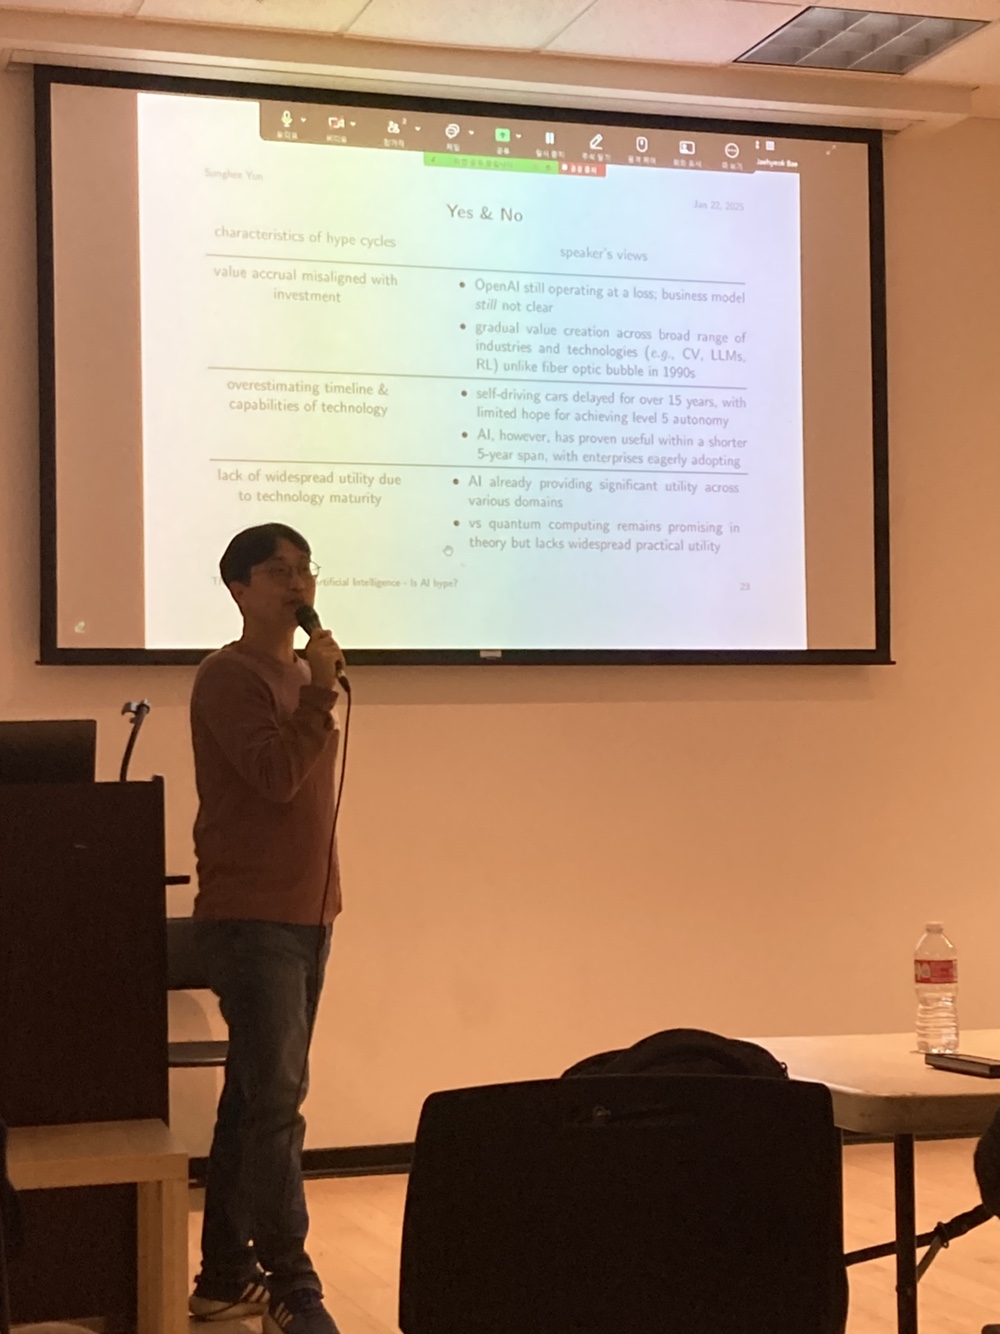 Sunghee Yun
Jan 22, 2025
Yes & No
characteristics of hype cycles
speaker's views
value accrual misaligned with
investment
• OpenAI still operating at a loss; business model
still not clear
• gradual value creation across broad range of
industries and technologies (e.g., CV, LLMs,
RL) unlike fiber optic bubble in 1990s
overestimating timeline &
capabilities of technology
• self-driving cars delayed for over 15 years, with
limited hope for achieving level 5 autonomy
• AI, however, has proven useful within a shorter
5-year span, with enterprises eagerly adopting
lack of widespread utility due
to technology maturity
• AI already providing significant utility across
various domains
• vs quantum computing remains promising in
theory but lacks widespread practical utility
Artificial Intelligence - Is AI hype?
23
Jaehyeok Bae